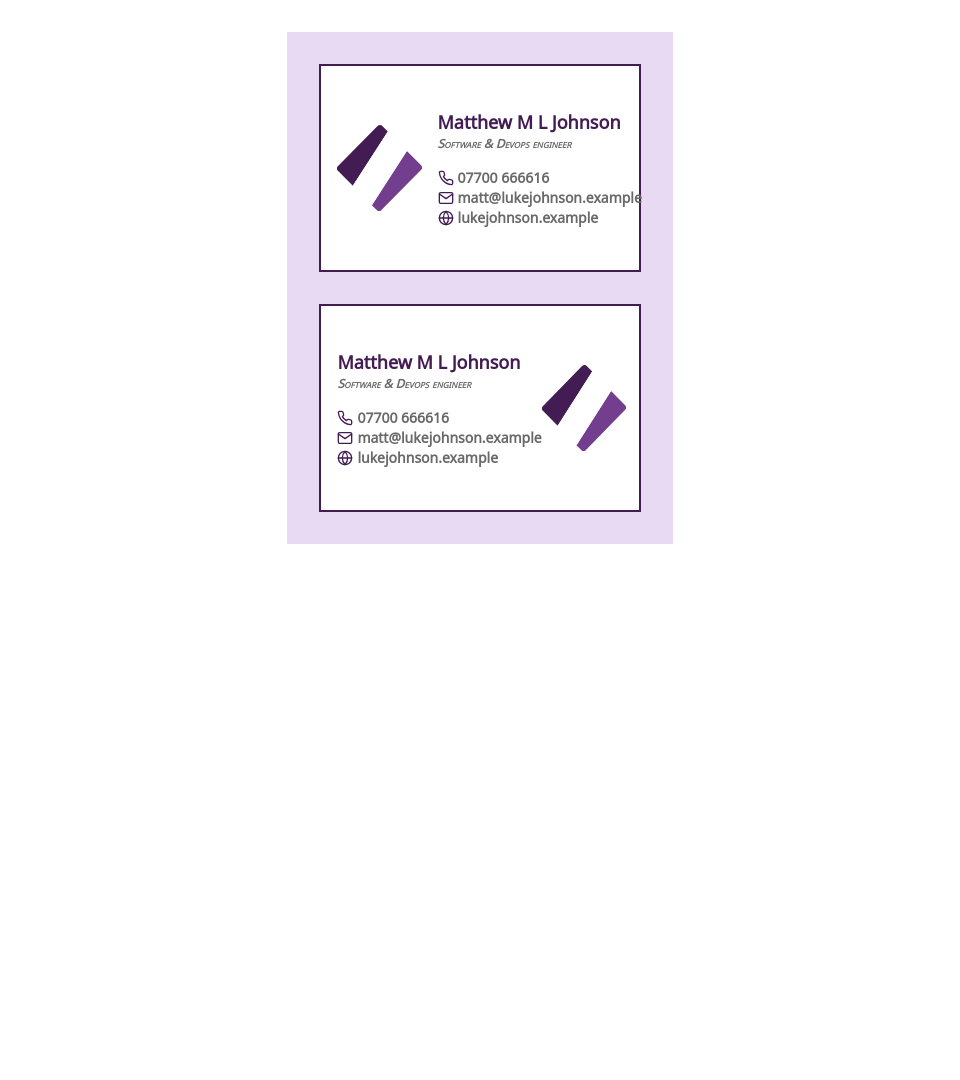 Matthew M L Johnson
Software & Devops engineer
07700 666616
matt@lukejohnson.example
lukejohnson.example
Matthew M L Johnson
Software & Devops engineer
07700 666616
matt@lukejohnson.example
lukejohnson.example